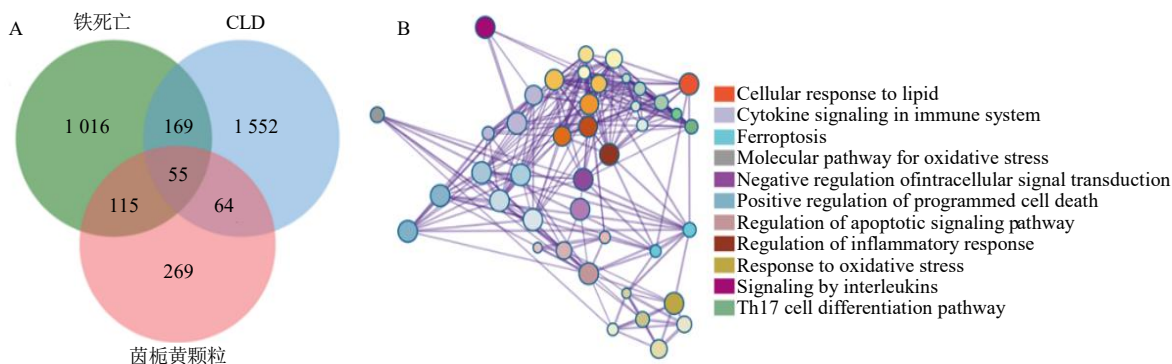 A
铁死亡
CLD
1 016
169
1 552
55
115
64
269
茵栀黄颗粒
B
Cellular response to lipid
Cytokine signaling in immune system
Ferroptosis
Molecular pathway for oxidative stress
Negative regulation ofintracellular signal transduction
Positive regulation of programmed cell death
Regulation of apoptotic signaling pathway
Regulation of inflammatory response
Response to oxidative stress
Signaling by interleukins
Th17 cell differentiation pathway